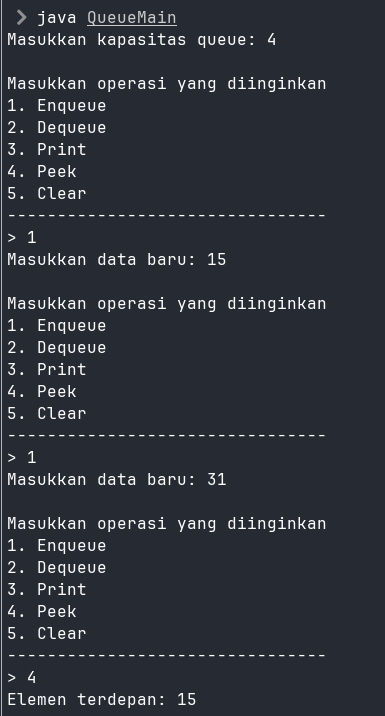 ❯ java QueueMain
Masukkan kapasitas queue: 4
Masukkan operasi yang diinginkan
1. Enqueue
2. Dequeue
3. Print
4. Peek
5. Clear
--------------------------------
> 1
Masukkan data baru: 15
Masukkan operasi yang diinginkan
1. Enqueue
2. Dequeue
3. Print
4. Peek
5. Clear
--------------------------------
> 1
Masukkan data baru: 31
Masukkan operasi yang diinginkan
1. Enqueue
2. Dequeue
3. Print
4. Peek
5. Clear
--------------------------------
> 4
Elemen terdepan: 15